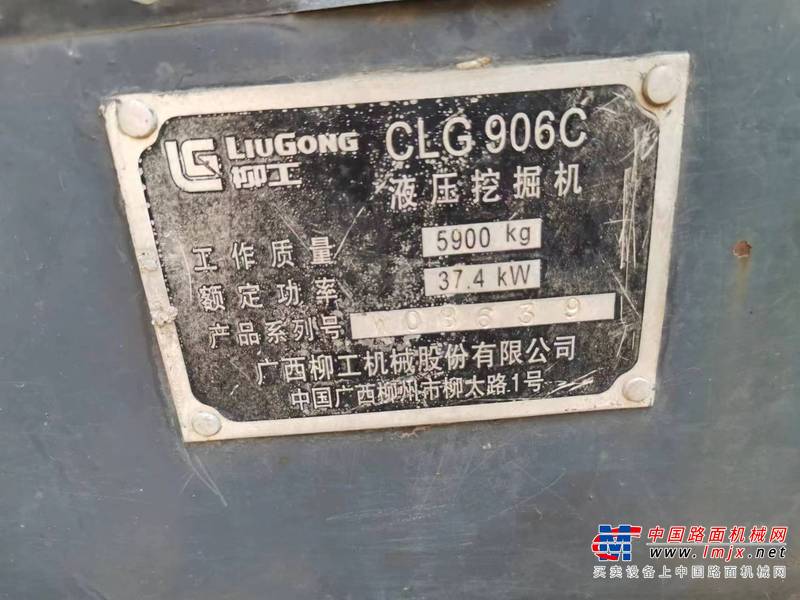 LIUGONG CLG 906C
柳工 液压挖掘机
工作质量 5900 kg
额定功率 37.4 kW
产品系列号 W08639
广西柳工机械股份有限公司
中国广西柳州市柳太路1号
中国路面机械网
www.lmjx.net
买卖设备上中国路面机械网